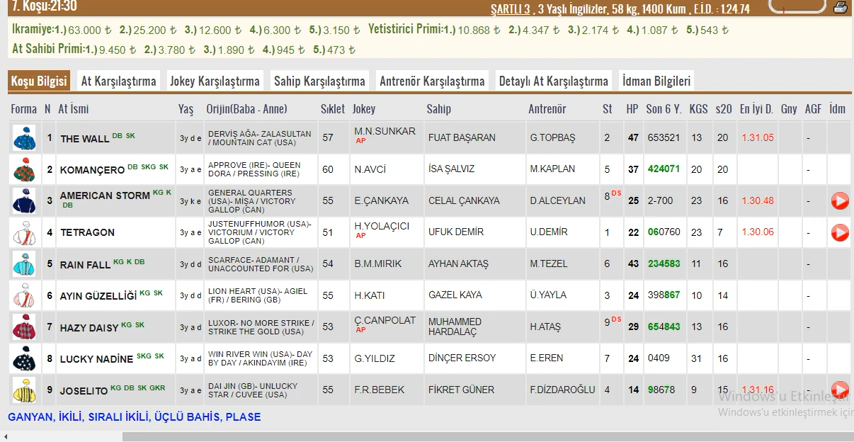 7. Koşu:21:30 ŞARTLI 3 , 3 Yaşlı İngilizler, 58 kg, 1400 Kum , E.İ.D. : 1.24.74
Ikramiye:1.) 63.000 ₺ 2.) 25.200 ₺ 3.) 12.600 ₺ 4.) 6.300 ₺ 5.) 3.150 ₺ Yetistirici Primi:1.) 10.868 ₺ 2.) 4.347 ₺ 3.) 2.174 ₺ 4.) 1.087 ₺ 5.) 543 ₺
At Sahibi Primi:1.) 9.450 ₺ 2.) 3.780 ₺ 3.) 1.890 ₺ 4.) 945 ₺ 5.) 473 ₺
Koşu Bilgisi At Karşılaştırma Jokey Karşılaştırma Sahip Karşılaştırma Antrenör Karşılaştırma Detaylı At Karşılaştırma İdman Bilgileri
Forma N At İsmi Yaş Orijin(Baba - Anne) Sıklet Jokey Sahip Antrenör St HP Son 6 Y. KGS s20 En İyi D. Gny AGF İdm
1 THE WALL DB SK 3y d e DERVİŞ AĞA- ZALASULTAN / MOUNTAIN CAT (USA) 57 M.N.SUNKAR AP FUAT BAŞARAN G.TOPBAŞ 2 47 653521 13 20 1.31.05 -
2 KOMANÇERO DB SKG SK 3y a e APPROVE (IRE)- QUEEN DORA / PRESSING (IRE) 60 N.AVCİ İSA ŞALVIZ M.KAPLAN 5 37 424071 20 20 -
3 AMERICAN STORM KG K DB 3y k e GENERAL QUARTERS (USA)- MİSA / VICTORY GALLOP (CAN) 55 E.ÇANKAYA CELAL ÇANKAYA D.ALCEYLAN 8 DS 25 2-700 23 16 1.30.48 -
4 TETRAGON 3y a e JUSTENUFFHUMOR (USA)- VICTORIUM / VICTORY GALLOP (CAN) 51 H.YOLAÇICI AP UFUK DEMİR U.DEMİR 1 22 060760 23 7 1.30.06 -
5 RAIN FALL KG K DB 3y d d SCARFACE- ADAMANT / UNACCOUNTED FOR (USA) 54 B.M.MIRIK AYHAN AKTAŞ M.TEZEL 6 43 234583 11 16 -
6 AYIN GÜZELLİĞİ KG SK 3y d d LION HEART (USA)- AGIEL (FR) / BERING (GB) 55 H.KATI GAZEL KAYA Ü.YAYLA 3 24 398867 10 14 -
7 HAZY DAISY KG SK 3y a d LUXOR- NO MORE STRIKE / STRIKE THE GOLD (USA) 53 Ç.CANPOLAT AP MUHAMMED HARDALAÇ H.ATAŞ 9 DS 29 654843 13 16 -
8 LUCKY NADINE SKG SK 3y a d WIN RIVER WIN (USA)- DAY BY DAY / AKINDAYIM (IRE) 53 G.YILDIZ DİNÇER ERSOY E.EREN 7 24 0409 31 16 -
9 JOSELITO KG DB SK GKR 3y a e DAI JIN (GB)- UNLUCKY STAR / CUVEE (USA) 55 F.R.BEBEK FİKRET GÜNER F.DİZDAROĞLU 4 14 98678 9 15 1.31.16 -
Windows'u Etkinleştir
Windows'u etkinleştirmek için
GANYAN, İKİLİ, SIRALI İKİLİ, ÜÇLÜ BAHİS, PLASE